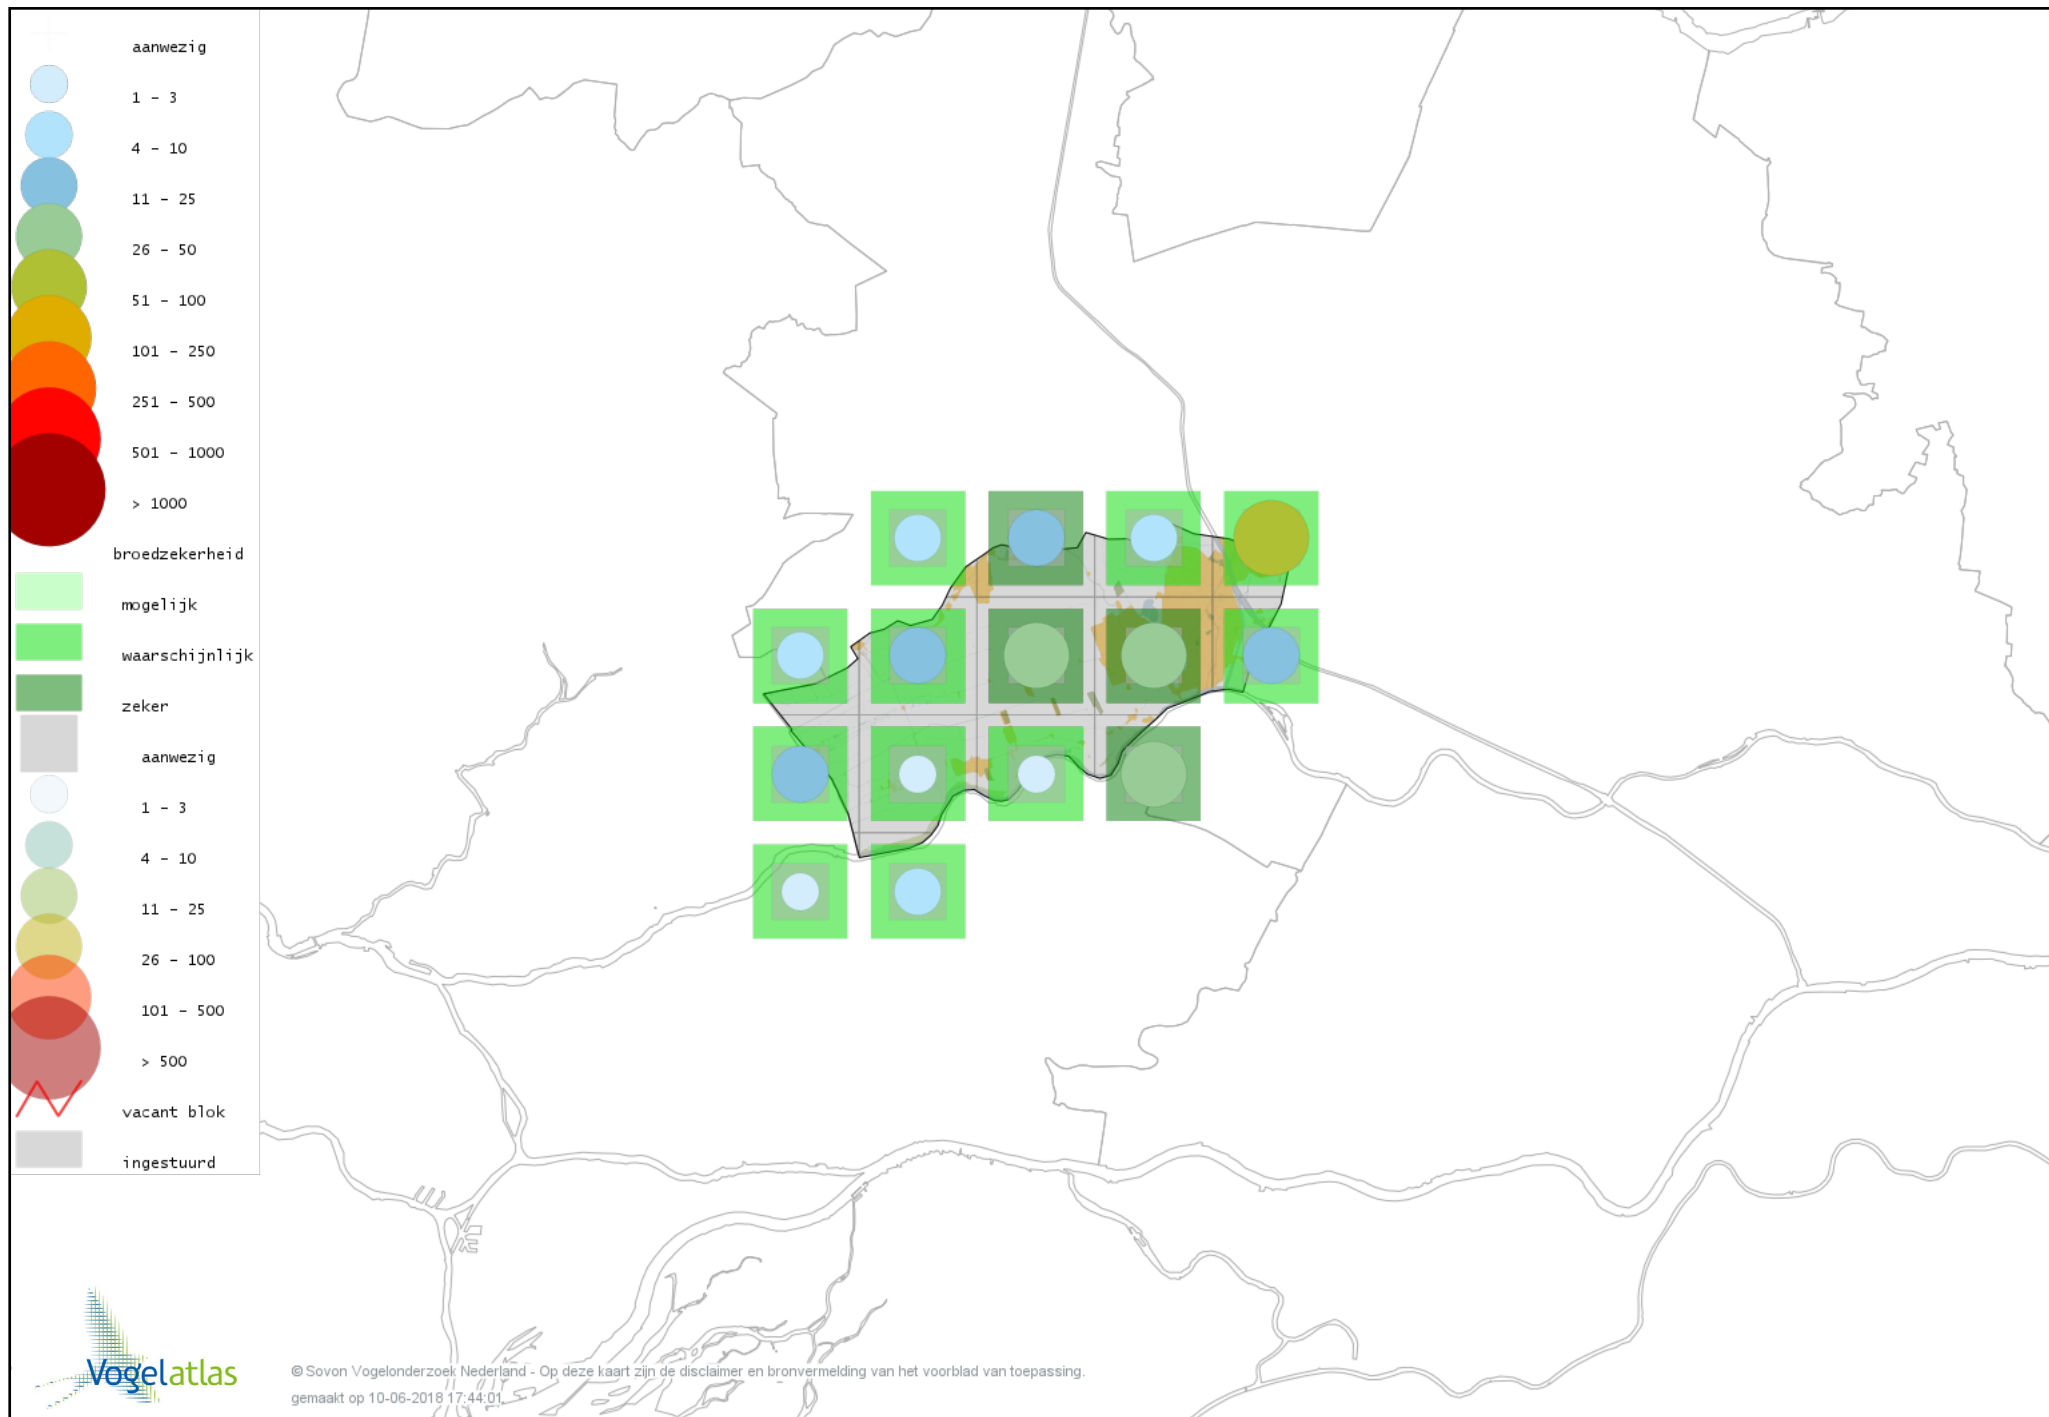 aanwezig
1 - 3
4 - 10
11 - 25
26 - 50
51 - 100
101 - 250
251 - 500
501 - 1000
> 1000
broedzekerheid
mogelijk
waarschijnlijk
zeker
aanwezig
1 - 3
4 - 10
11 - 25
26 - 100
101 - 500
> 500
vacant blok
ingestuurd
Vogelatlas
© Sovon Vogelonderzoek Nederland - Op deze kaart zijn de disclaimer en bronvermelding van het voorblad van toepassing.
gemaakt op 10-06-2018 17:44:01